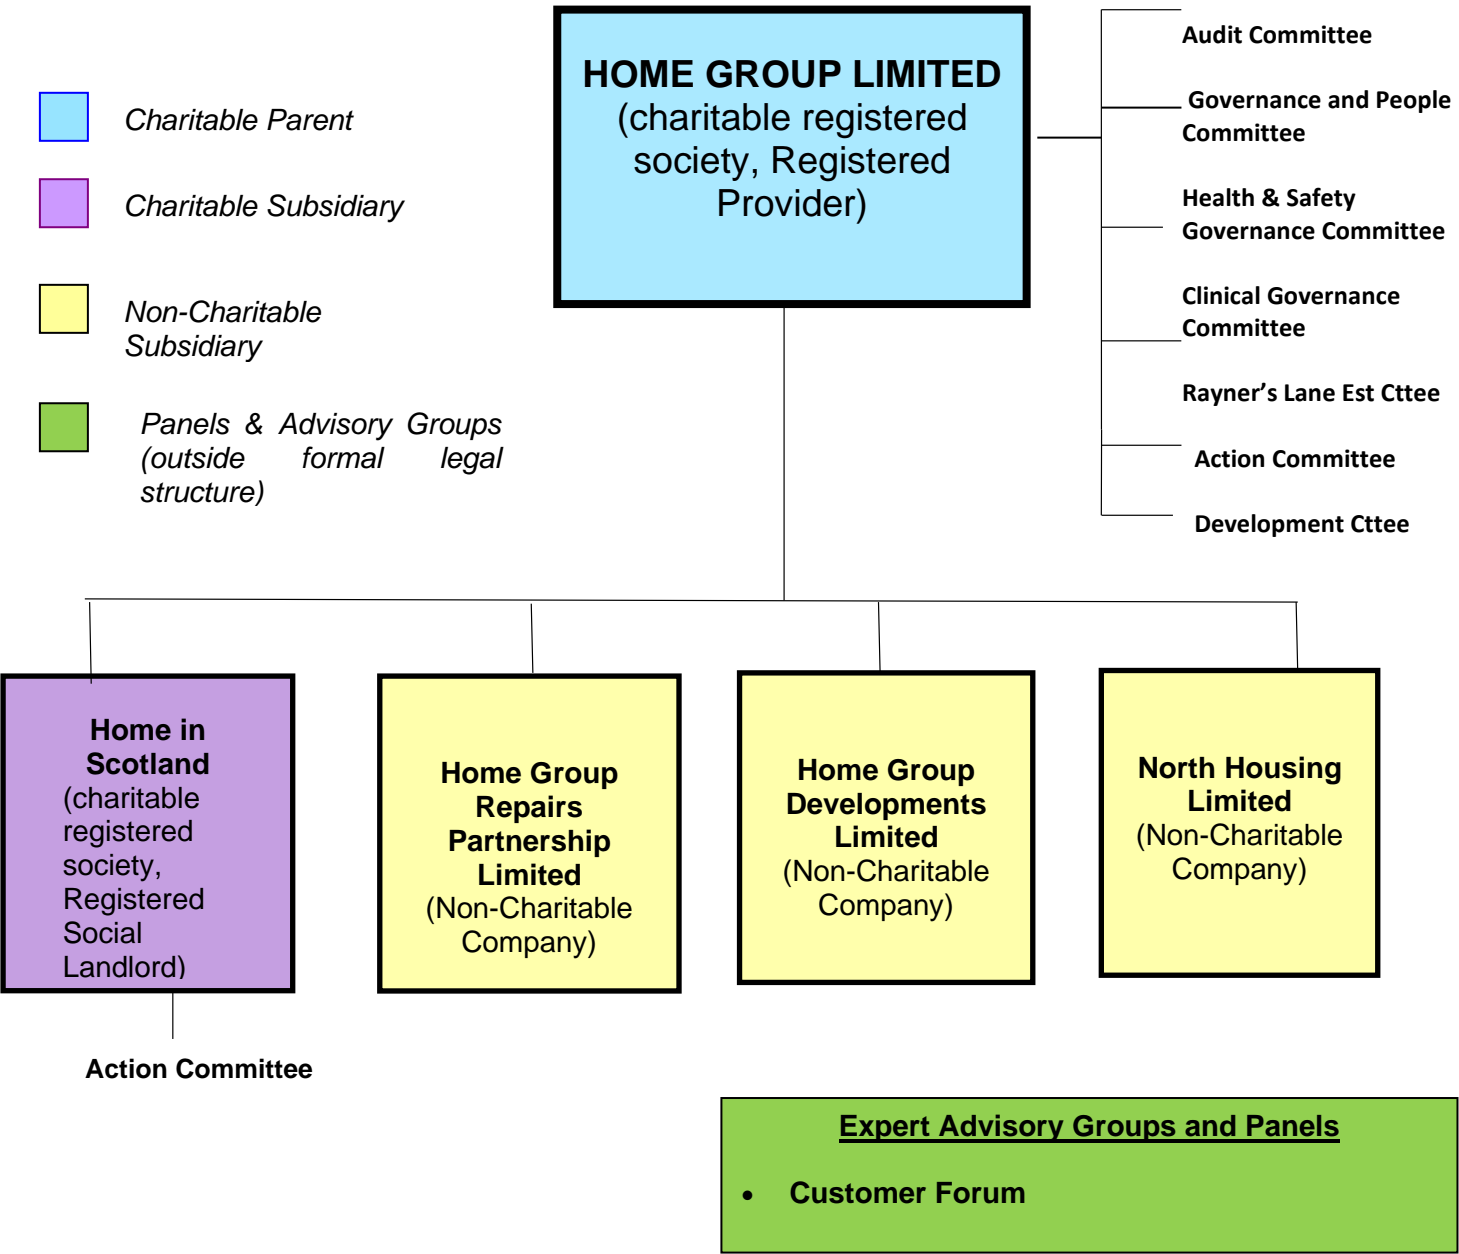 HOME GROUP LIMITED
(charitable registered
society, Registered
Provider)
Audit Committee
Governance and People
Committee
Health & Safety
Governance Committee
Clinical Governance
Committee
Rayner’s Lane Est Cttee
Action Committee
Development Cttee
Charitable Parent
Charitable Subsidiary
Non-Charitable
Subsidiary
Panels & Advisory Groups
(outside formal legal
structure)
Home in
Scotland
(charitable
registered
society,
Registered
Social
Landlord)
Home Group
Repairs
Partnership
Limited
(Non-Charitable
Company)
Home Group
Developments
Limited
(Non-Charitable
Company)
North Housing
Limited
(Non-Charitable
Company)
Action Committee
Expert Advisory Groups and Panels
• Customer Forum